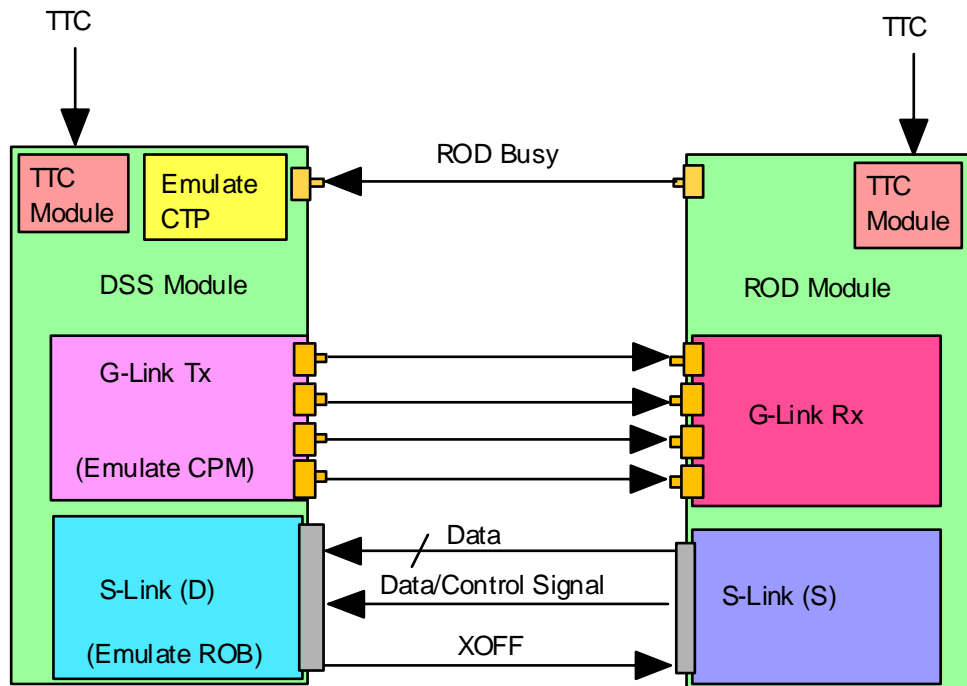 TTC
TTC
ROD Busy
TTC
Module
Emulate
CTP
TTC
Module
DSS Module
ROD Module
G-Link Tx
(Emulate CPM)
G-Link Rx
Data
Data/Control Signal
XOFF
S-Link (D)
(Emulate ROB)
S-Link (S)